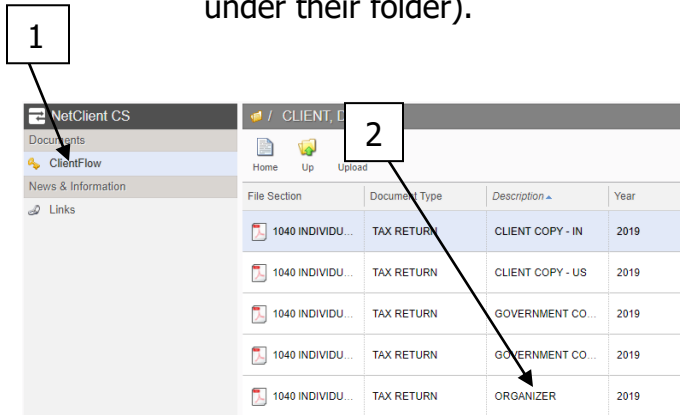 under their folder).
1
NetClient CS
Documents
ClientFlow
News & Information
Links
/ CLIENT, D
2
Home Up Upload
File Section Document Type Description Year
1040 INDIVIDU... TAX RETURN CLIENT COPY - IN 2019
1040 INDIVIDU... TAX RETURN CLIENT COPY - US 2019
1040 INDIVIDU... TAX RETURN GOVERNMENT CO... 2019
1040 INDIVIDU... TAX RETURN GOVERNMENT CO... 2019
1040 INDIVIDU... TAX RETURN ORGANIZER 2019